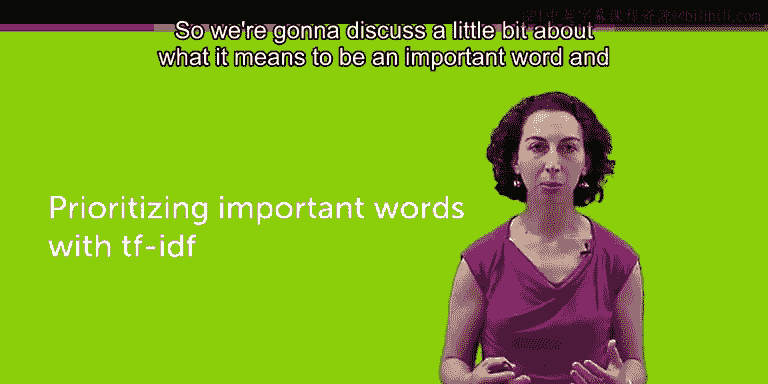 So we're gonna discuss a little bit about
what it means to be an important word and
Prioritizing important words
with tf-idf